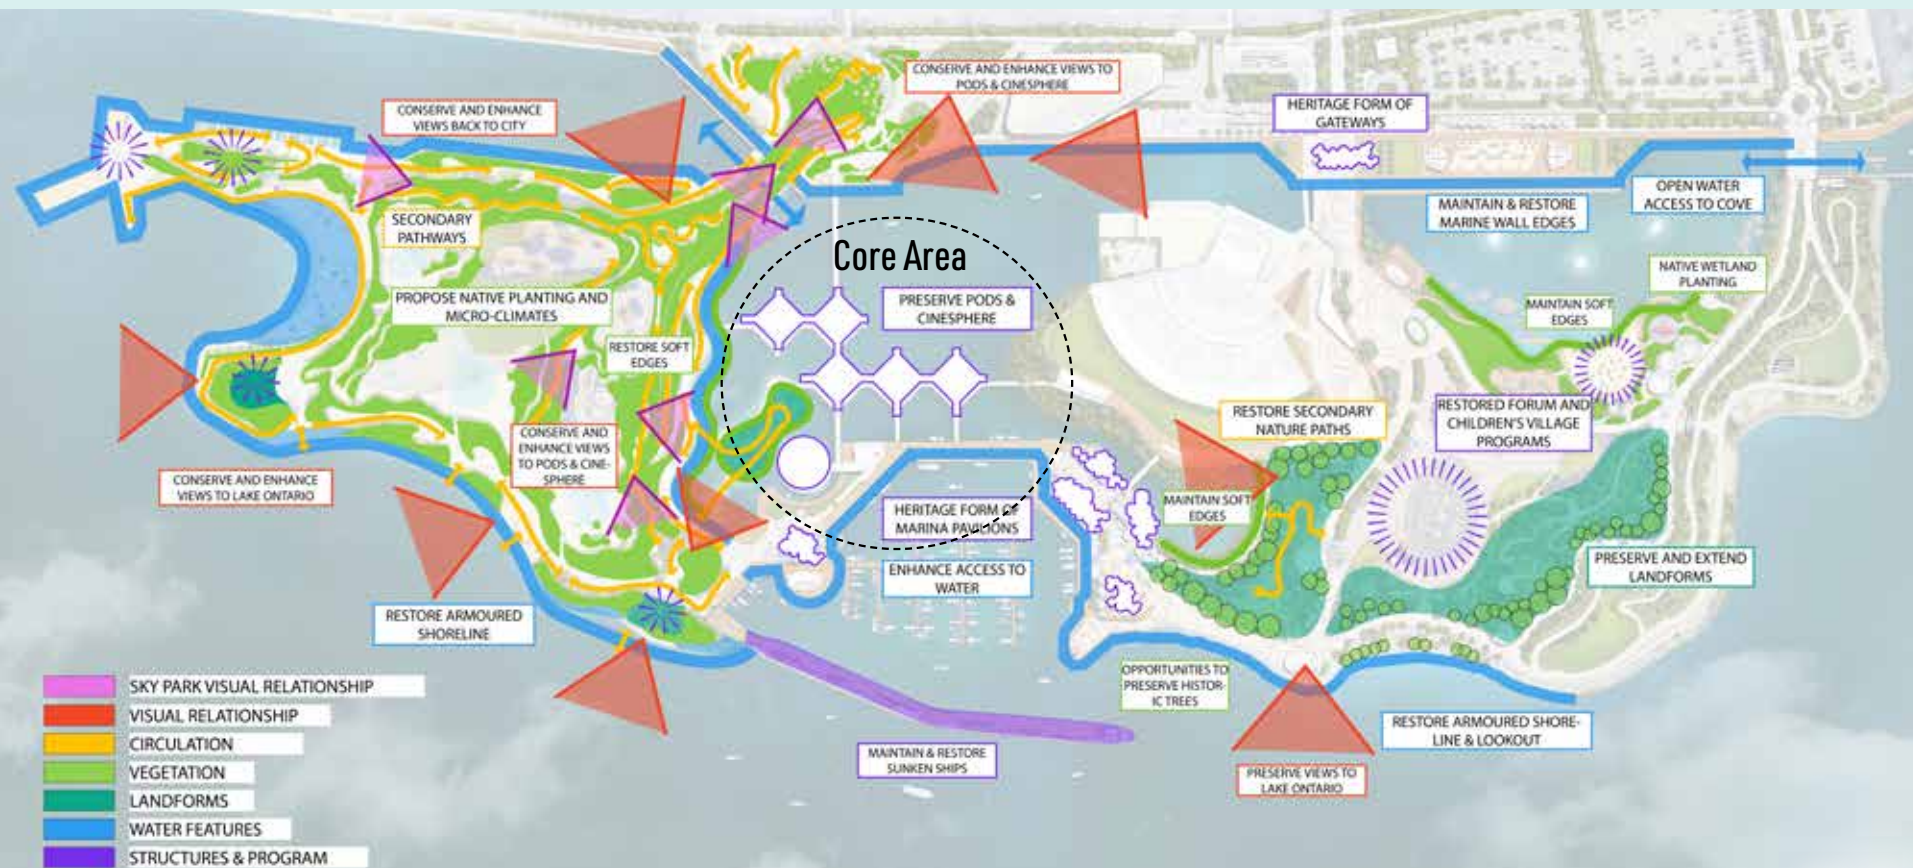 CONSERVE AND ENHANCE
VIEWS TO PODS & CINESPHERE
CONSERVE AND ENHANCE
VIEWS BACK TO CITY
HERITAGE FORM OF
GATEWAYS
OPEN WATER
ACCESS TO COVE
MAINTAIN & RESTORE
MARINE WALL EDGES
SECONDARY
PATHWAYS
Core Area
NATIVE WETLAND
PLANTING
PROPOSE NATIVE PLANTING AND
MICRO-CLIMATES
PRESERVE PODS &
CINESPHERE
MAINTAIN SOFT
EDGES
RESTORE SOFT
EDGES
RESTORE SECONDARY
NATURE PATHS
RESTORED FORUM AND
CHILDREN'S VILLAGE
PROGRAMS
CONSERVE AND
ENHANCE VIEWS
TO PODS & CINE-
SPHERE
CONSERVE AND ENHANCE
VIEWS TO LAKE ONTARIO
HERITAGE FORM OF
MARINA PAVILIONS
MAINTAIN SOFT
EDGES
ENHANCE ACCESS TO
WATER
PRESERVE AND EXTEND
LANDFORMS
RESTORE ARMOURED
SHORELINE
OPPORTUNITIES TO
PRESERVE HISTOR-
IC TREES
RESTORE ARMOURED SHORE-
LINE & LOOKOUT
MAINTAIN & RESTORE
SUNKEN SHIPS
PRESERVE VIEWS TO
LAKE ONTARIO
SKY PARK VISUAL RELATIONSHIP
VISUAL RELATIONSHIP
CIRCULATION
VEGETATION
LANDFORMS
WATER FEATURES
STRUCTURES & PROGRAM